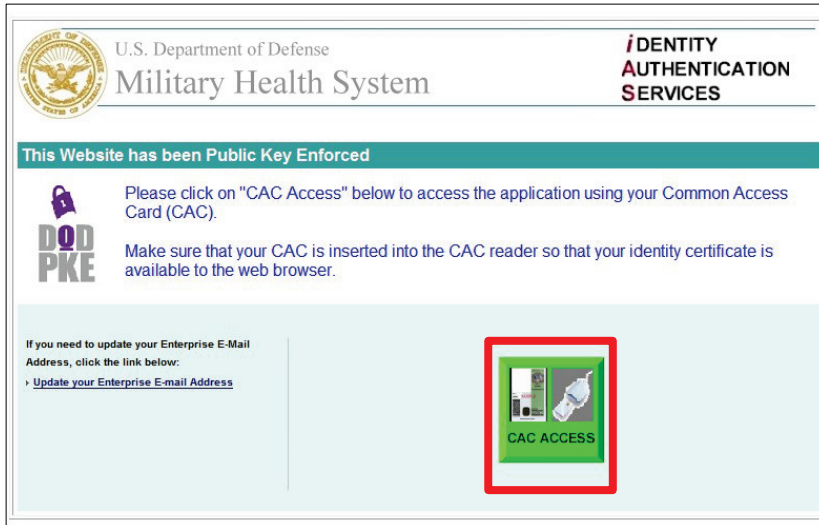 U.S. Department of Defense
Military Health System
iDENTITY
AUTHENTICATION
SERVICES
This Website has been Public Key Enforced
DOD
PKE
Please click on "CAC Access" below to access the application using your Common Access
Card (CAC).
Make sure that your CAC is inserted into the CAC reader so that your identity certificate is
available to the web browser.
If you need to update your Enterprise E-Mail
Address, click the link below:
Update your Enterprise E-mail Address
CAC ACCESS